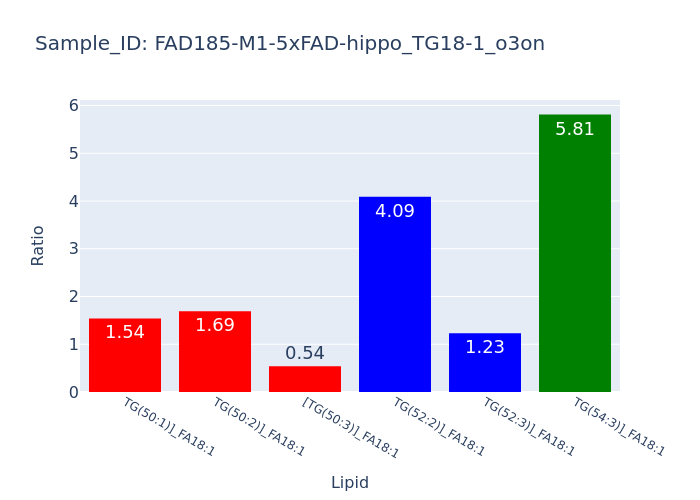 Sample_ID: FAD185-M1-5xFAD-hippo_TG18-1_o3on
6
5
4
3
2
1
0
Ratio
1.54
1.69
0.54
4.09
1.23
5.81
TG(50:1)]_FA18:1
TG(50:2)]_FA18:1
[TG(50:3)]_FA18:1
TG(52:2)]_FA18:1
TG(52:3)]_FA18:1
TG(54:3)]_FA18:1
Lipid